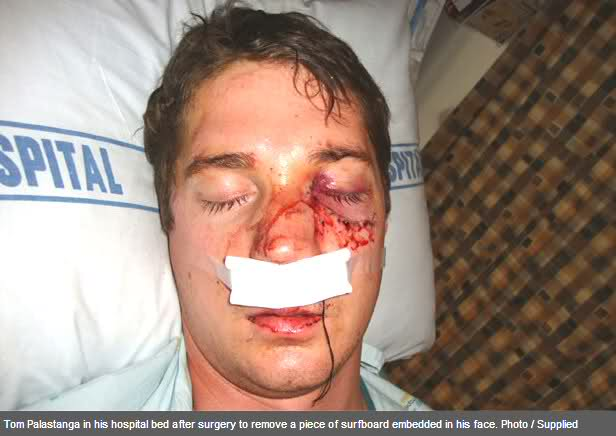 SPITAL
SPITA
Tom Palastanga in his hospital bed after surgery to remove a piece of surfboard embedded in his face. Photo / Supplied